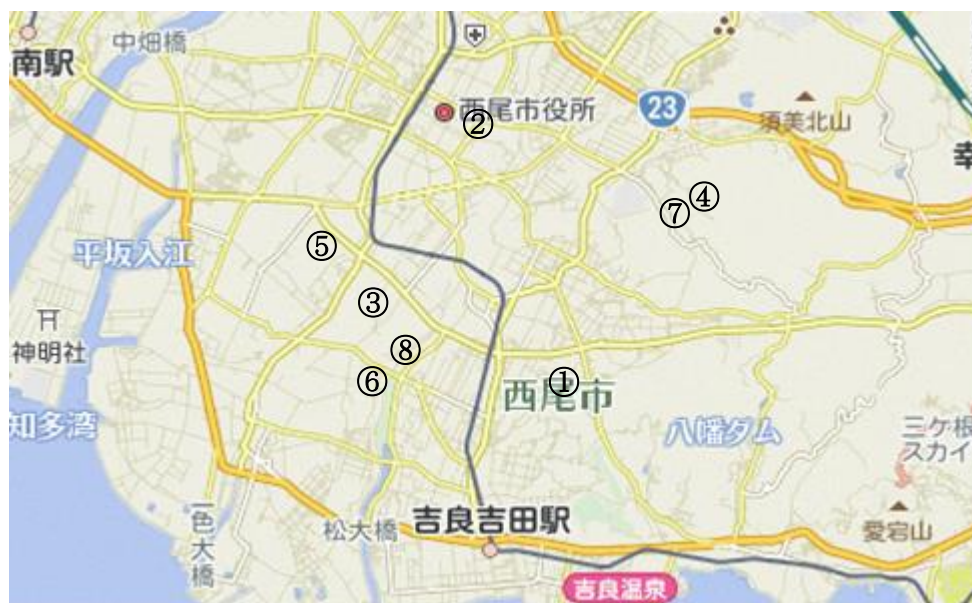 中畑橋
南駅
西尾市役所
②
23
須美北山
幸
④
⑦
⑤
平坂入江
③
神明社
⑧
⑥
①
西尾市
知多湾
八幡ダム
三ケ根
スカイ
一色大橋
松大橋
吉良吉田駅
愛宕山
吉良温泉